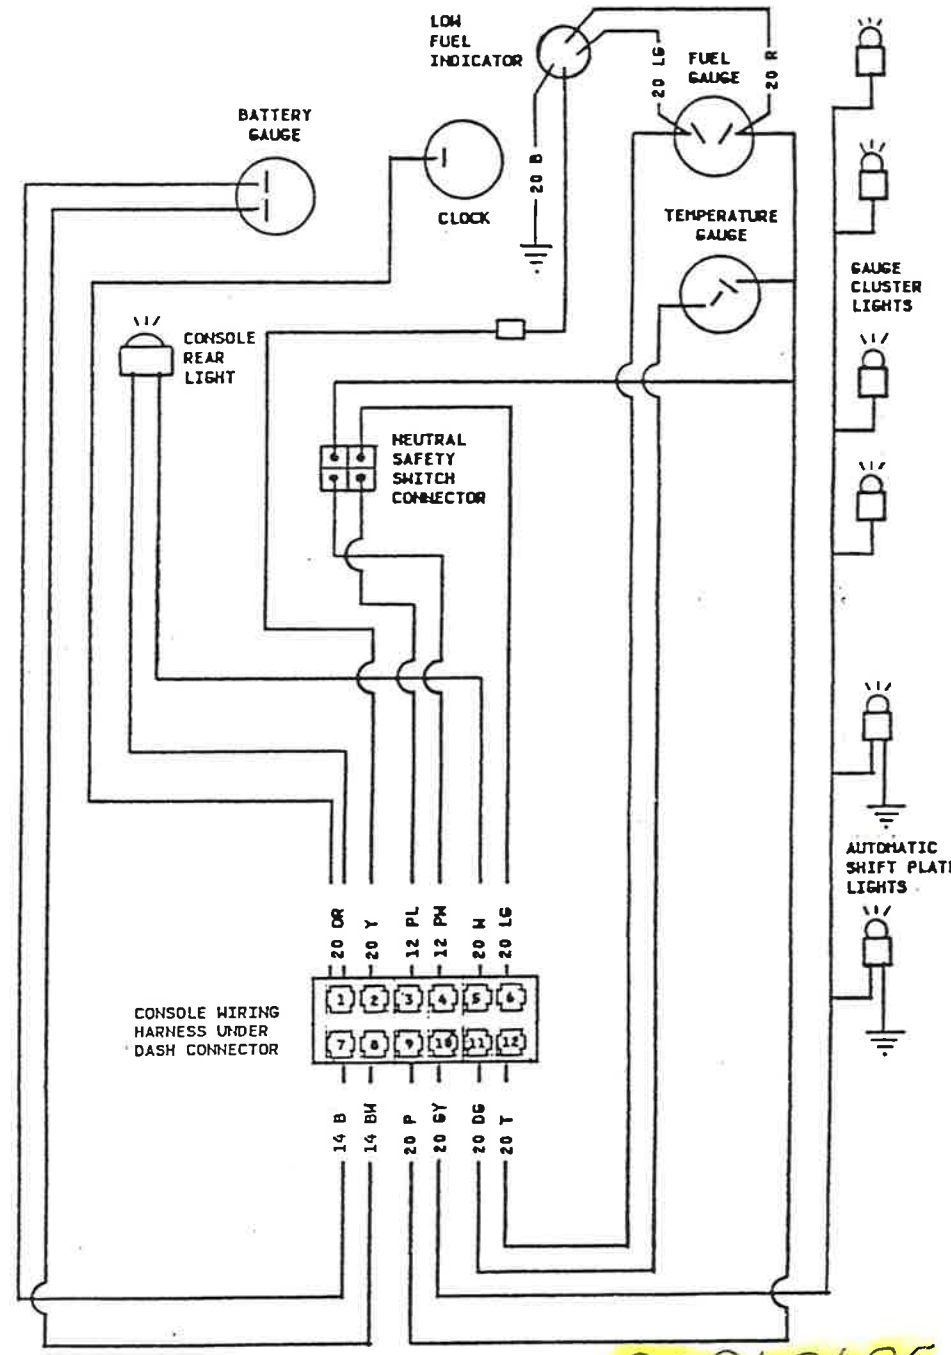 LOW
FUEL
INDICATOR
20 LG
FUEL
GAUGE
20 R
BATTERY
GAUGE
CLOCK
20 B
TEMPERATURE
GAUGE
GAUGE
CLUSTER
LIGHTS
CONSOLE
REAR
LIGHT
NEUTRAL
SAFETY
SWITCH
CONNECTOR
AUTOMATIC
SHIFT PLATE
LIGHTS
20 OR
20 Y
12 PL
12 PW
20 W
20 LG
CONSOLE WIRING
HARNESS UNDER
DASH CONNECTOR
1 2 3 4 5 6
7 8 9 10 11 12
14 B
14 BW
20 P
20 GY
20 DG
20 T